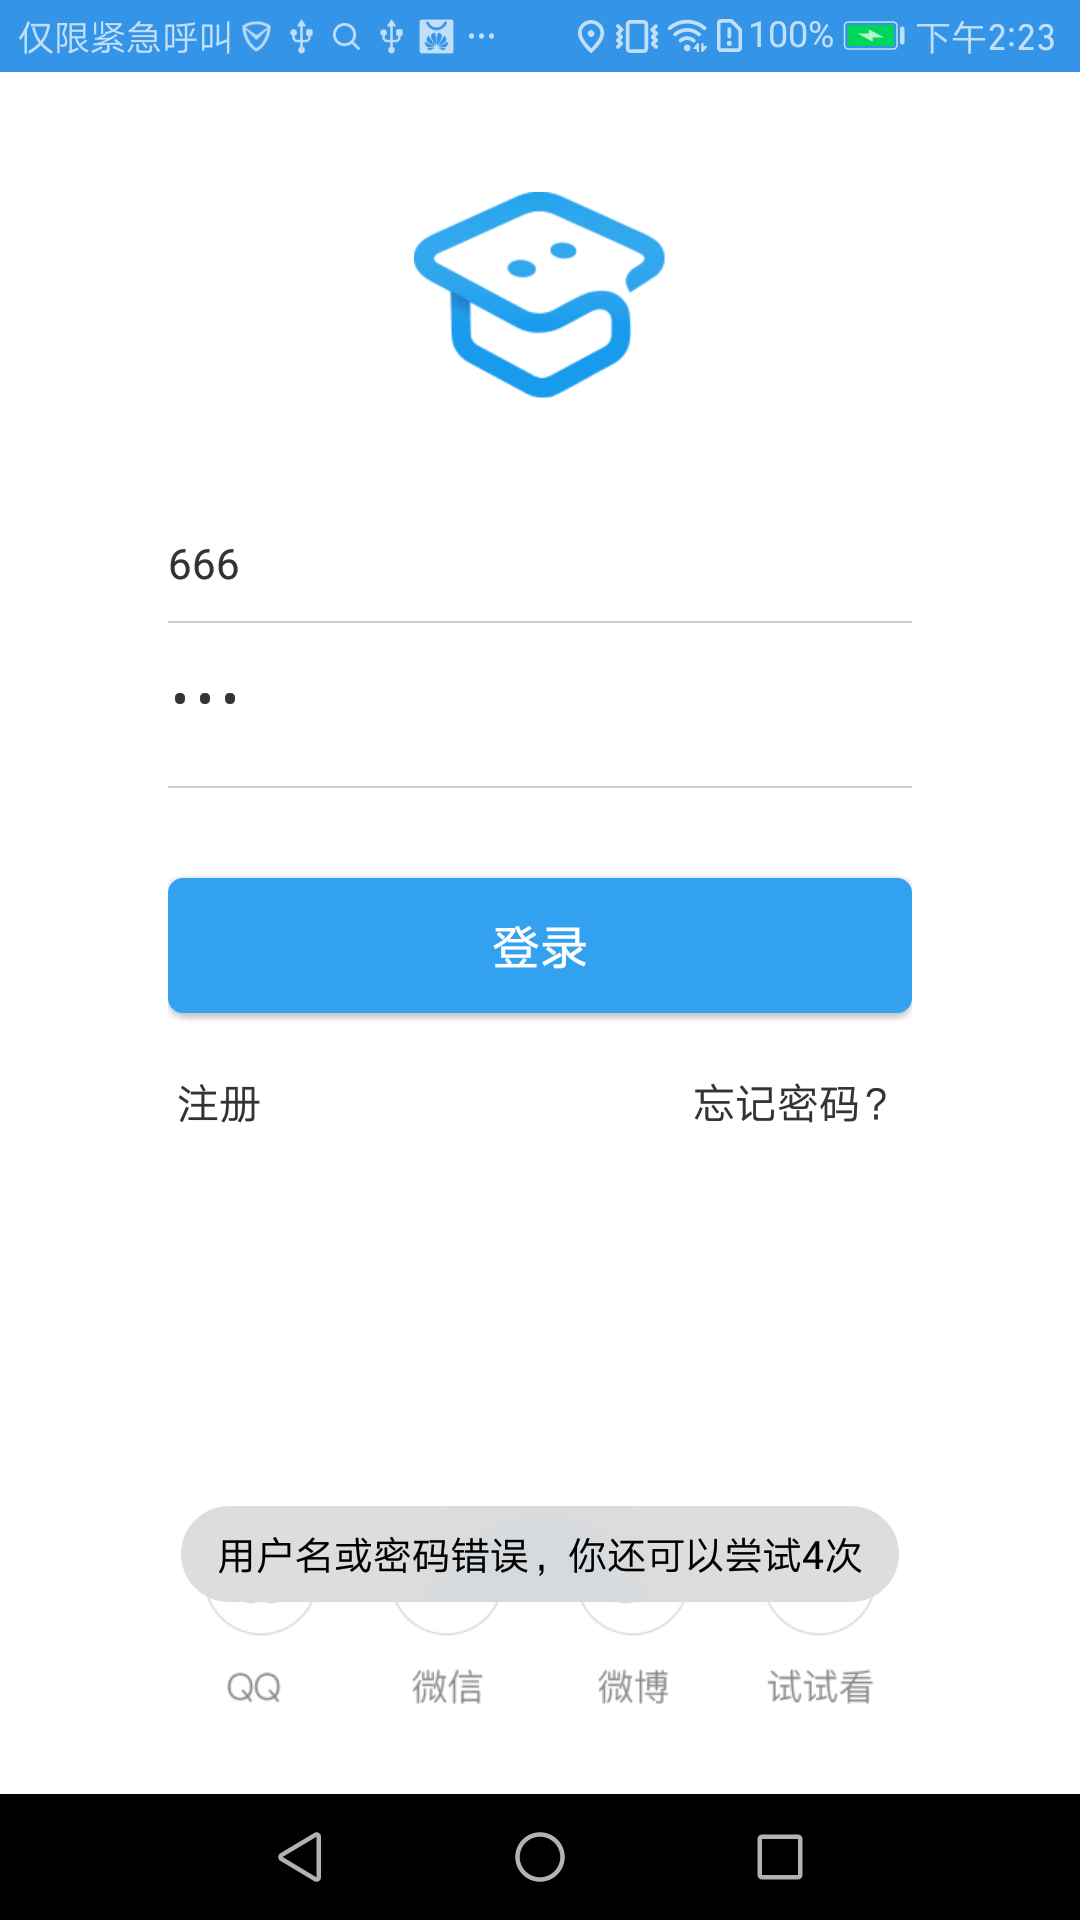 仅限紧急呼叫 ··· 100% 下午2:23
666
•••
登录
注册 忘记密码?
用户名或密码错误，你还可以尝试4次
QQ 微信 微博 试试看